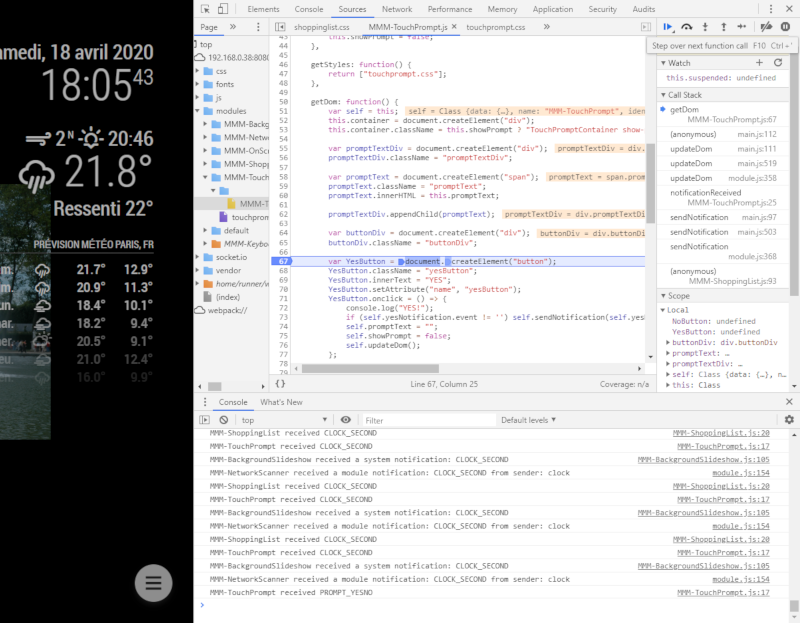 amedi, 18 avril 2020
18:05 43
2 N 20:46
21.8°
Ressenti 22°
PRÉVISION MÉTÉO PARIS, FR
m. 21.7° 12.9°
20.9° 11.3°
un. 18.4° 10.1°
ar. 18.2° 9.4°
er. 20.5° 9.1°
eu. 21.0° 12.4°
16.0° 9.9°
Elements Console Sources Network Performance Memory Application Security Audits
Page »
top
192.168.0.38:8080
css
fonts
js
modules
MMM-Back
MMM-Netw
MMM-OnScr
MMM-Shopp
MMM-Touch
MMM-T
touchprom
default
MMM-Keybo
socket.io
vendor
home/runner/w
(index)
webpack://
shoppinglist.css MMM-TouchPrompt.js × touchprompt.css »
43 this.showPrompt = false;
44 },
45
46 getStyles: function() {
47 return ["touchprompt.css"];
48 },
49
50 getDom: function() {
51 var self = this; self = Class {data: {…}, name: "MMM-TouchPrompt", iden
52 this.container = document.createElement("div");
53 this.container.className = this.showPrompt ? "TouchPromptContainer show-
54
55 var promptTextDiv = document.createElement("div"); promptTextDiv = div.
56 promptTextDiv.className = "promptTextDiv";
57
58 var promptText = document.createElement("span"); promptText = span.prom
59 promptText.className = "promptText";
60 promptText.innerHTML = this.promptText;
61
62 promptTextDiv.appendChild(promptText); promptTextDiv = div.promptTextDi
63
64 var buttonDiv = document.createElement("div"); buttonDiv = div.buttonDi
65 buttonDiv.className = "buttonDiv";
66
67 var YesButton = document.createElement("button");
68 YesButton.className = "yesButton";
69 YesButton.innerText = "YES";
70 YesButton.setAttribute("name", "yesButton");
71 YesButton.onclick = () => {
72 console.log("YES!");
73 if (self.yesNotification.event != '') self.sendNotification(self.yes
74 self.promptText = "";
75 self.showPrompt = false;
76 self.updateDom();
77 };
78
79
{} Line 67, Column 25 Coverage: n/a
Step over next function call F10 Ctrl+'
Watch
this.suspended: undefined
Call Stack
getDom
MMM-TouchPrompt.js:67
(anonymous) main.js:112
updateDom main.js:111
updateDom main.js:519
updateDom module.js:358
notificationReceived
MMM-TouchPrompt.js:25
sendNotification main.js:97
sendNotification main.js:503
sendNotification
module.js:368
(anonymous)
MMM-ShoppingList.js:93
Scope
Local
NoButton: undefined
YesButton: undefined
buttonDiv: div.buttonDiv
promptText: …
promptTextDiv: …
self: Class {data: {…}, n…
this: Class
Console What's New
top Filter Default levels
MMM-ShoppingList received CLOCK_SECOND MMM-ShoppingList.js:20
MMM-TouchPrompt received CLOCK_SECOND MMM-TouchPrompt.js:17
MMM-BackgroundSlideshow received a system notification: CLOCK_SECOND MMM-BackgroundSlideshow.js:105
MMM-NetworkScanner received a module notification: CLOCK_SECOND from sender: clock module.js:154
MMM-ShoppingList received CLOCK_SECOND MMM-ShoppingList.js:20
MMM-TouchPrompt received CLOCK_SECOND MMM-TouchPrompt.js:17
MMM-BackgroundSlideshow received a system notification: CLOCK_SECOND MMM-BackgroundSlideshow.js:105
MMM-NetworkScanner received a module notification: CLOCK_SECOND from sender: clock module.js:154
MMM-ShoppingList received CLOCK_SECOND MMM-ShoppingList.js:20
MMM-TouchPrompt received CLOCK_SECOND MMM-TouchPrompt.js:17
MMM-BackgroundSlideshow received a system notification: CLOCK_SECOND MMM-BackgroundSlideshow.js:105
MMM-NetworkScanner received a module notification: CLOCK_SECOND from sender: clock module.js:154
MMM-TouchPrompt received PROMPT_YESNO MMM-TouchPrompt.js:17